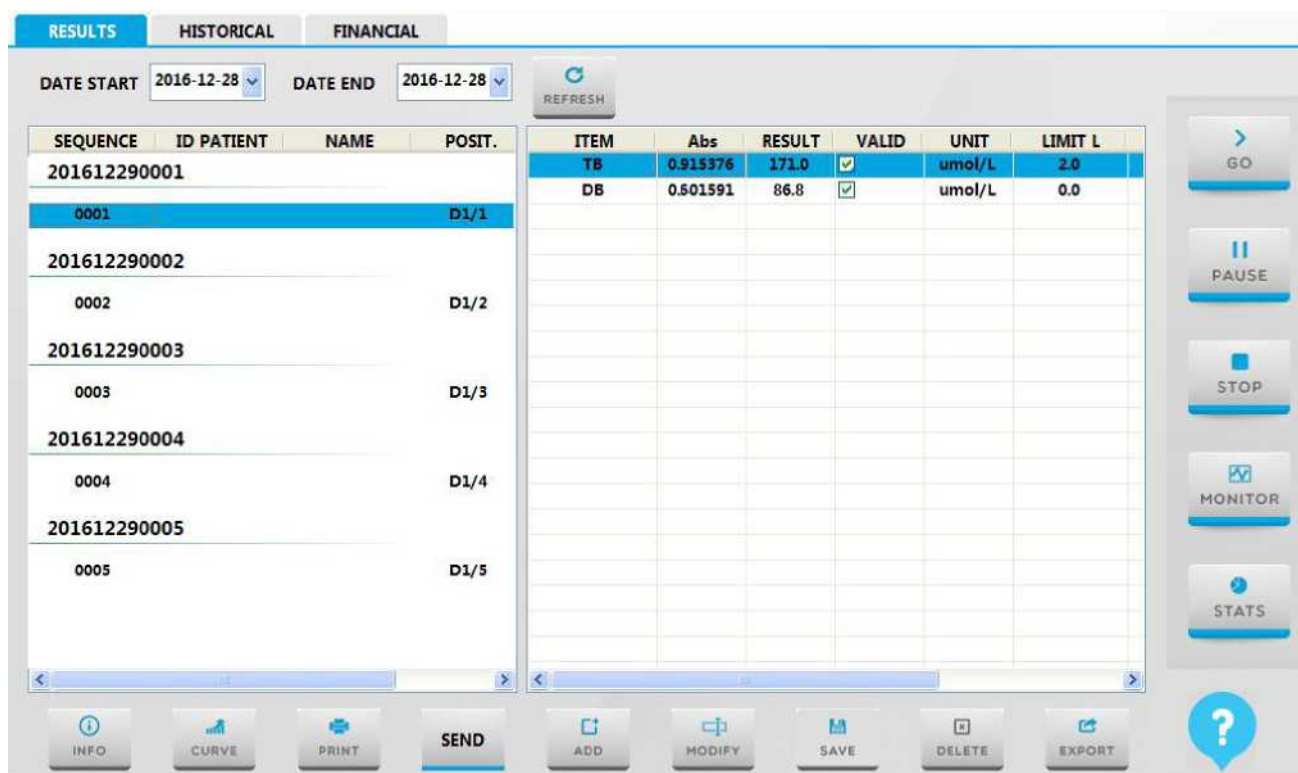 RESULTS HISTORICAL FINANCIAL
DATE START 2016-12-28 DATE END 2016-12-28 REFRESH
SEQUENCE ID PATIENT NAME POSIT.
201612290001
0001 D1/1
201612290002
0002 D1/2
201612290003
0003 D1/3
201612290004
0004 D1/4
201612290005
0005 D1/5
ITEM Abs RESULT VALID UNIT LIMIT L
TB 0.915376 171.0 umol/L 2.0
DB 0.601591 86.8 umol/L 0.0
GO
PAUSE
STOP
MONITOR
STATS
INFO CURVE PRINT SEND ADD MODIFY SAVE DELETE EXPORT ?